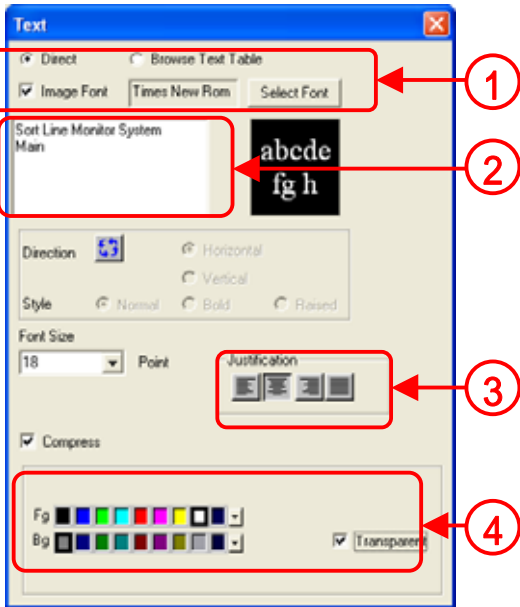 Text
Direct Browse Text Table
Image Font Times New Rom Select Font
1
Sort Line Monitor System
Main
2
abcde
fg h
Direction Horizontal
Vertical
Style Normal Bold Raised
Font Size
18 Point
Justification
3
Compress
Fg
Bg Transparent
4